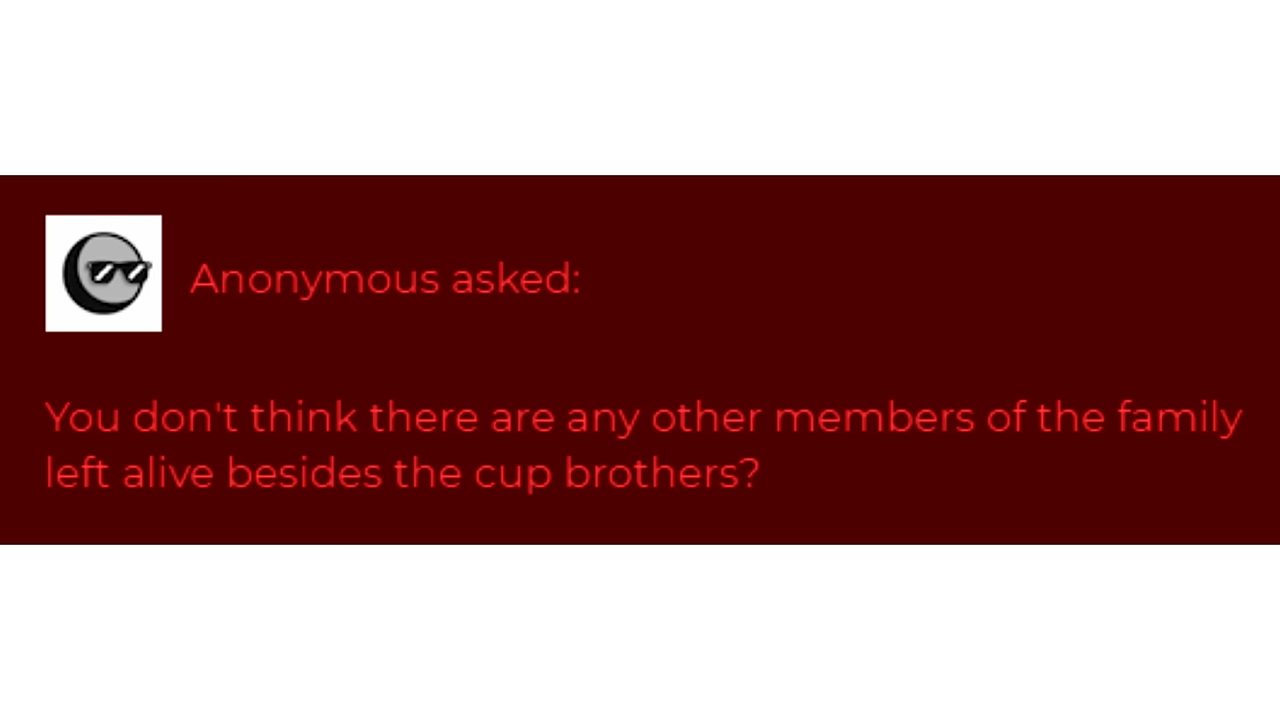 Anonymous asked:
You don't think there are any other members of the family
left alive besides the cup brothers?